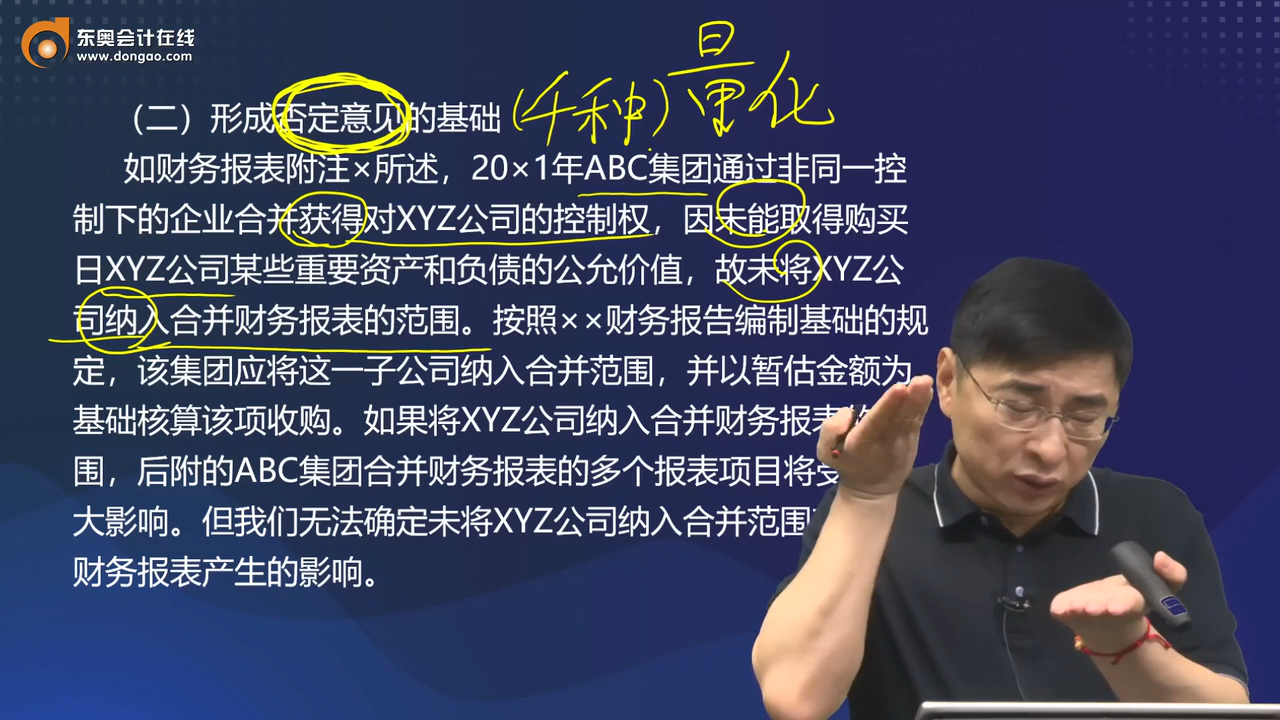 东奥会计在线
www.dongao.com
(二)形成否定意见的基础(千种)量化
如财务报表附注×所述,20×1年ABC集团通过非同一控
制下的企业合并获得对XYZ公司的控制权,因未能取得购买
日XYZ公司某些重要资产和负债的公允价值,故未将XYZ公
司纳入合并财务报表的范围。按照××财务报告编制基础的规
定,该集团应将这一子公司纳入合并范围,并以暂估金额为
基础核算该项收购。如果将XYZ公司纳入合并财务报表的
围,后附的ABC集团合并财务报表的多个报表项目将受
大影响。但我们无法确定未将XYZ公司纳入合并范围
财务报表产生的影响。